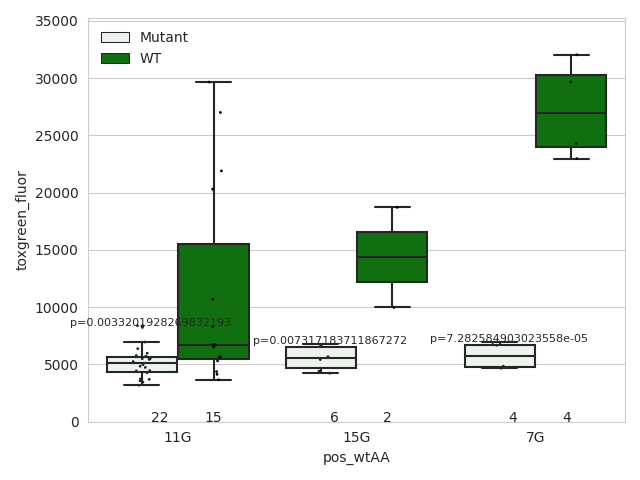 35000
30000
25000
20000
15000
10000
5000
0
toxgreen_fluor
Mutant
WT
p=0.0033201928269832193
p=0.007317183711867272
p=7.282584903023558e-05
22 15 6 2 4 4
11G 15G 7G
pos_wtAA